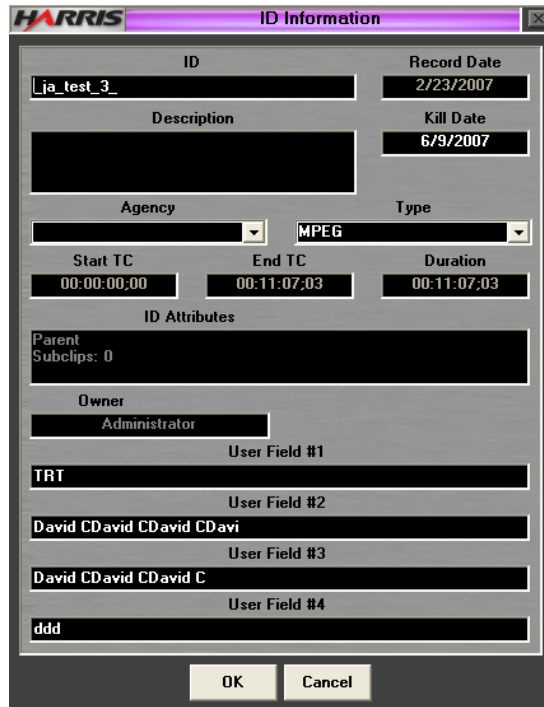 HARRIS ID Information
ID Record Date
_ja_test_3_ 2/23/2007
Description Kill Date
6/9/2007
Agency Type
MPEG
Start TC End TC Duration
00:00:00;00 00:11:07;03 00:11:07;03
ID Attributes
Parent
Subclips: 0
Owner
Administrator
User Field #1
TRT
User Field #2
David CDavid CDavid CDavi
User Field #3
David CDavid CDavid C
User Field #4
ddd
OK Cancel